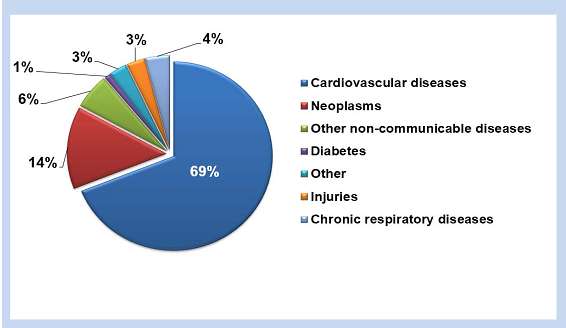 3%
4%
3%
1%
6%
14%
69%
Cardiovascular diseases
Neoplasms
Other non-communicable diseases
Diabetes
Other
Injuries
Chronic respiratory diseases